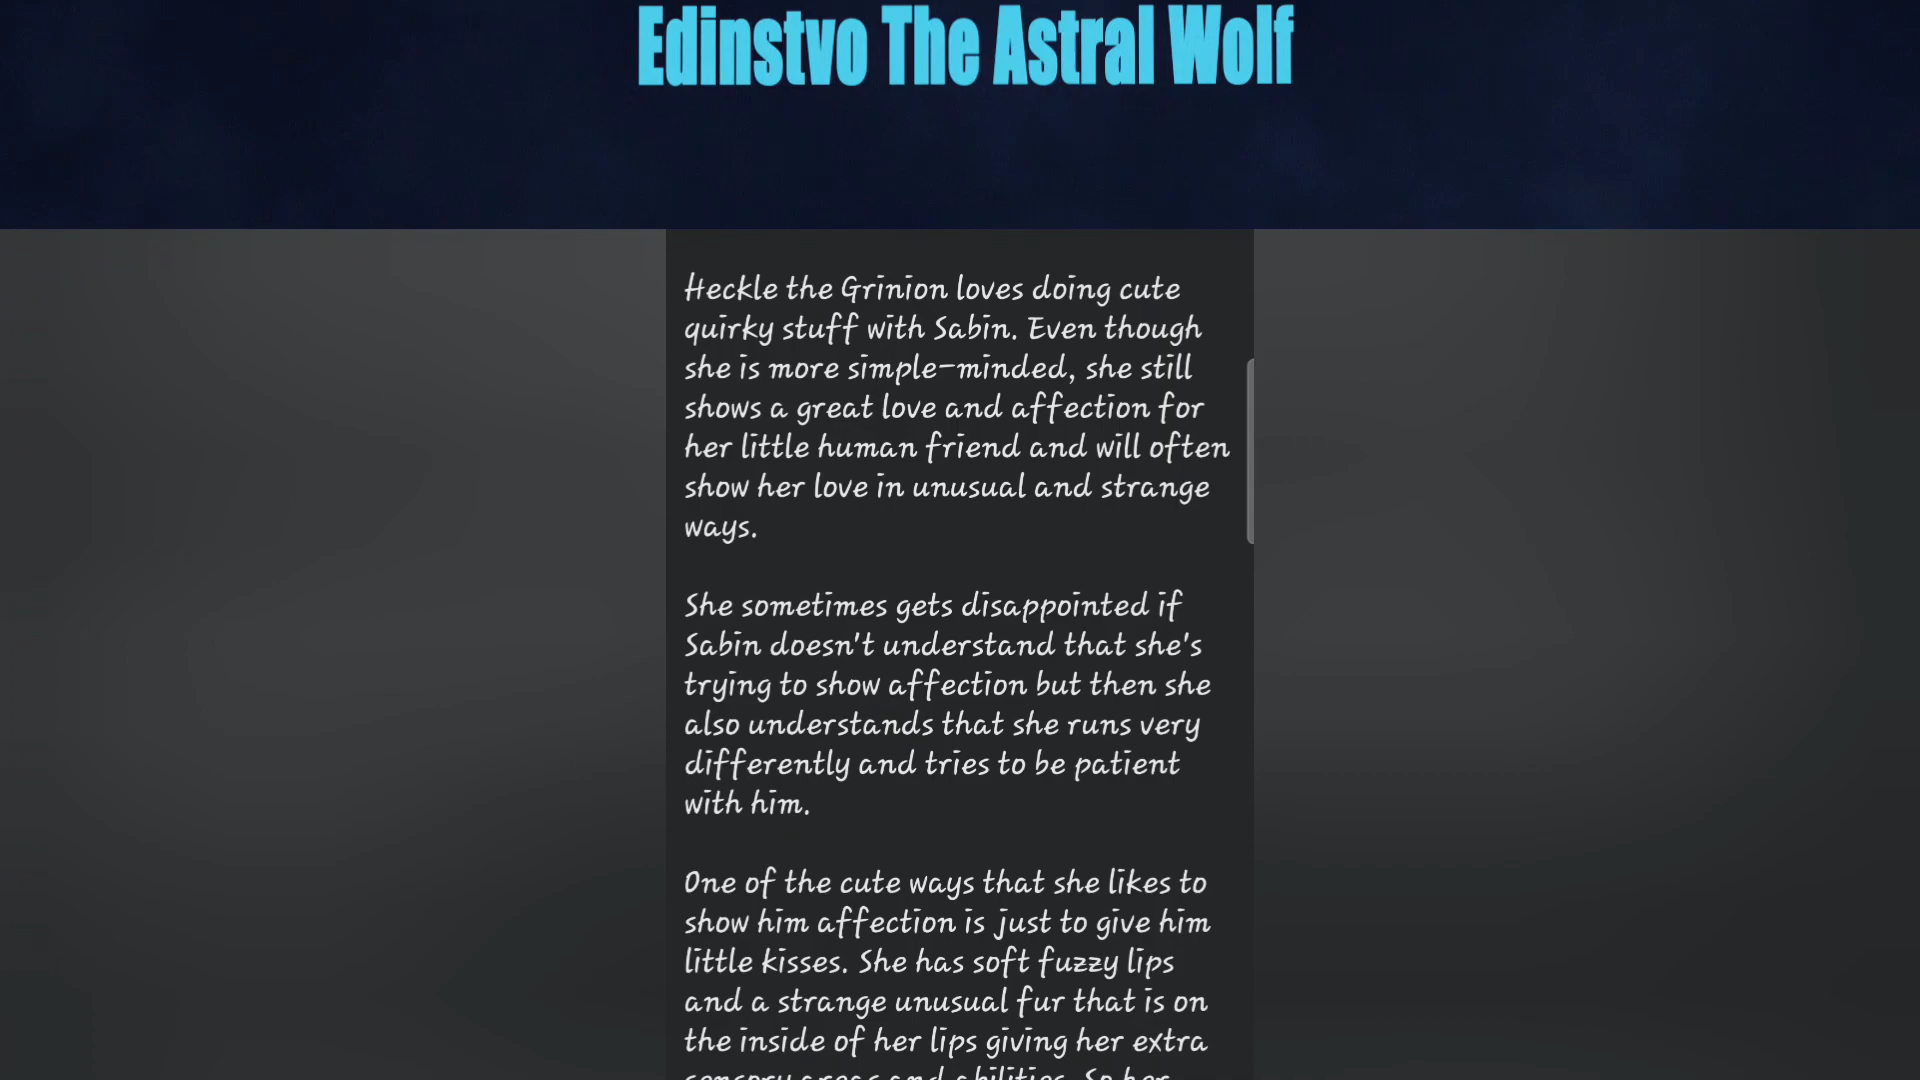 Edinstvo The Astral Wolf
Heckle the Grinion loves doing cute
quirky stuff with Sabin. Even though
she is more simple-minded, she still
shows a great love and affection for
her little human friend and will often
show her love in unusual and strange
ways.
She sometimes gets disappointed if
Sabin doesn't understand that she's
trying to show affection but then she
also understands that she runs very
differently and tries to be patient
with him.
One of the cute ways that she likes to
show him affection is just to give him
little kisses. She has soft fuzzy lips
and a strange unusual fur that is on
the inside of her lips giving her extra
sensory areas and abilities. So her